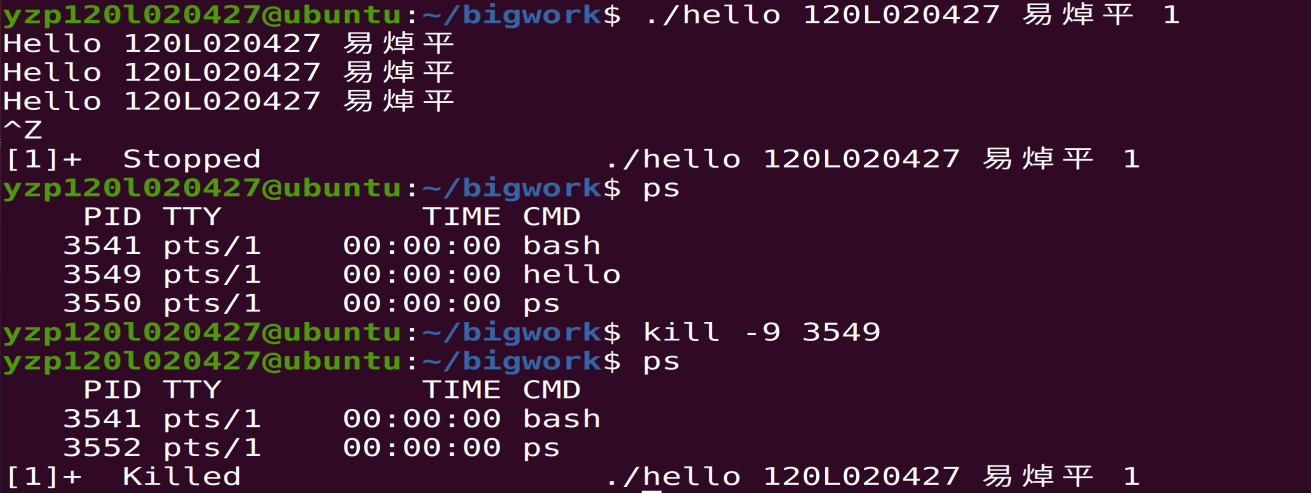 yzp120l020427@ubuntu:~/bigwork$ ./hello 120L020427 易焯平 1
Hello 120L020427 易焯平
Hello 120L020427 易焯平
Hello 120L020427 易焯平
^Z
[1]+  Stopped                 ./hello 120L020427 易焯平 1
yzp120l020427@ubuntu:~/bigwork$ ps
    PID TTY          TIME CMD
   3541 pts/1    00:00:00 bash
   3549 pts/1    00:00:00 hello
   3550 pts/1    00:00:00 ps
yzp120l020427@ubuntu:~/bigwork$ kill -9 3549
yzp120l020427@ubuntu:~/bigwork$ ps
    PID TTY          TIME CMD
   3541 pts/1    00:00:00 bash
   3552 pts/1    00:00:00 ps
[1]+  Killed                  ./hello 120L020427 易焯平 1